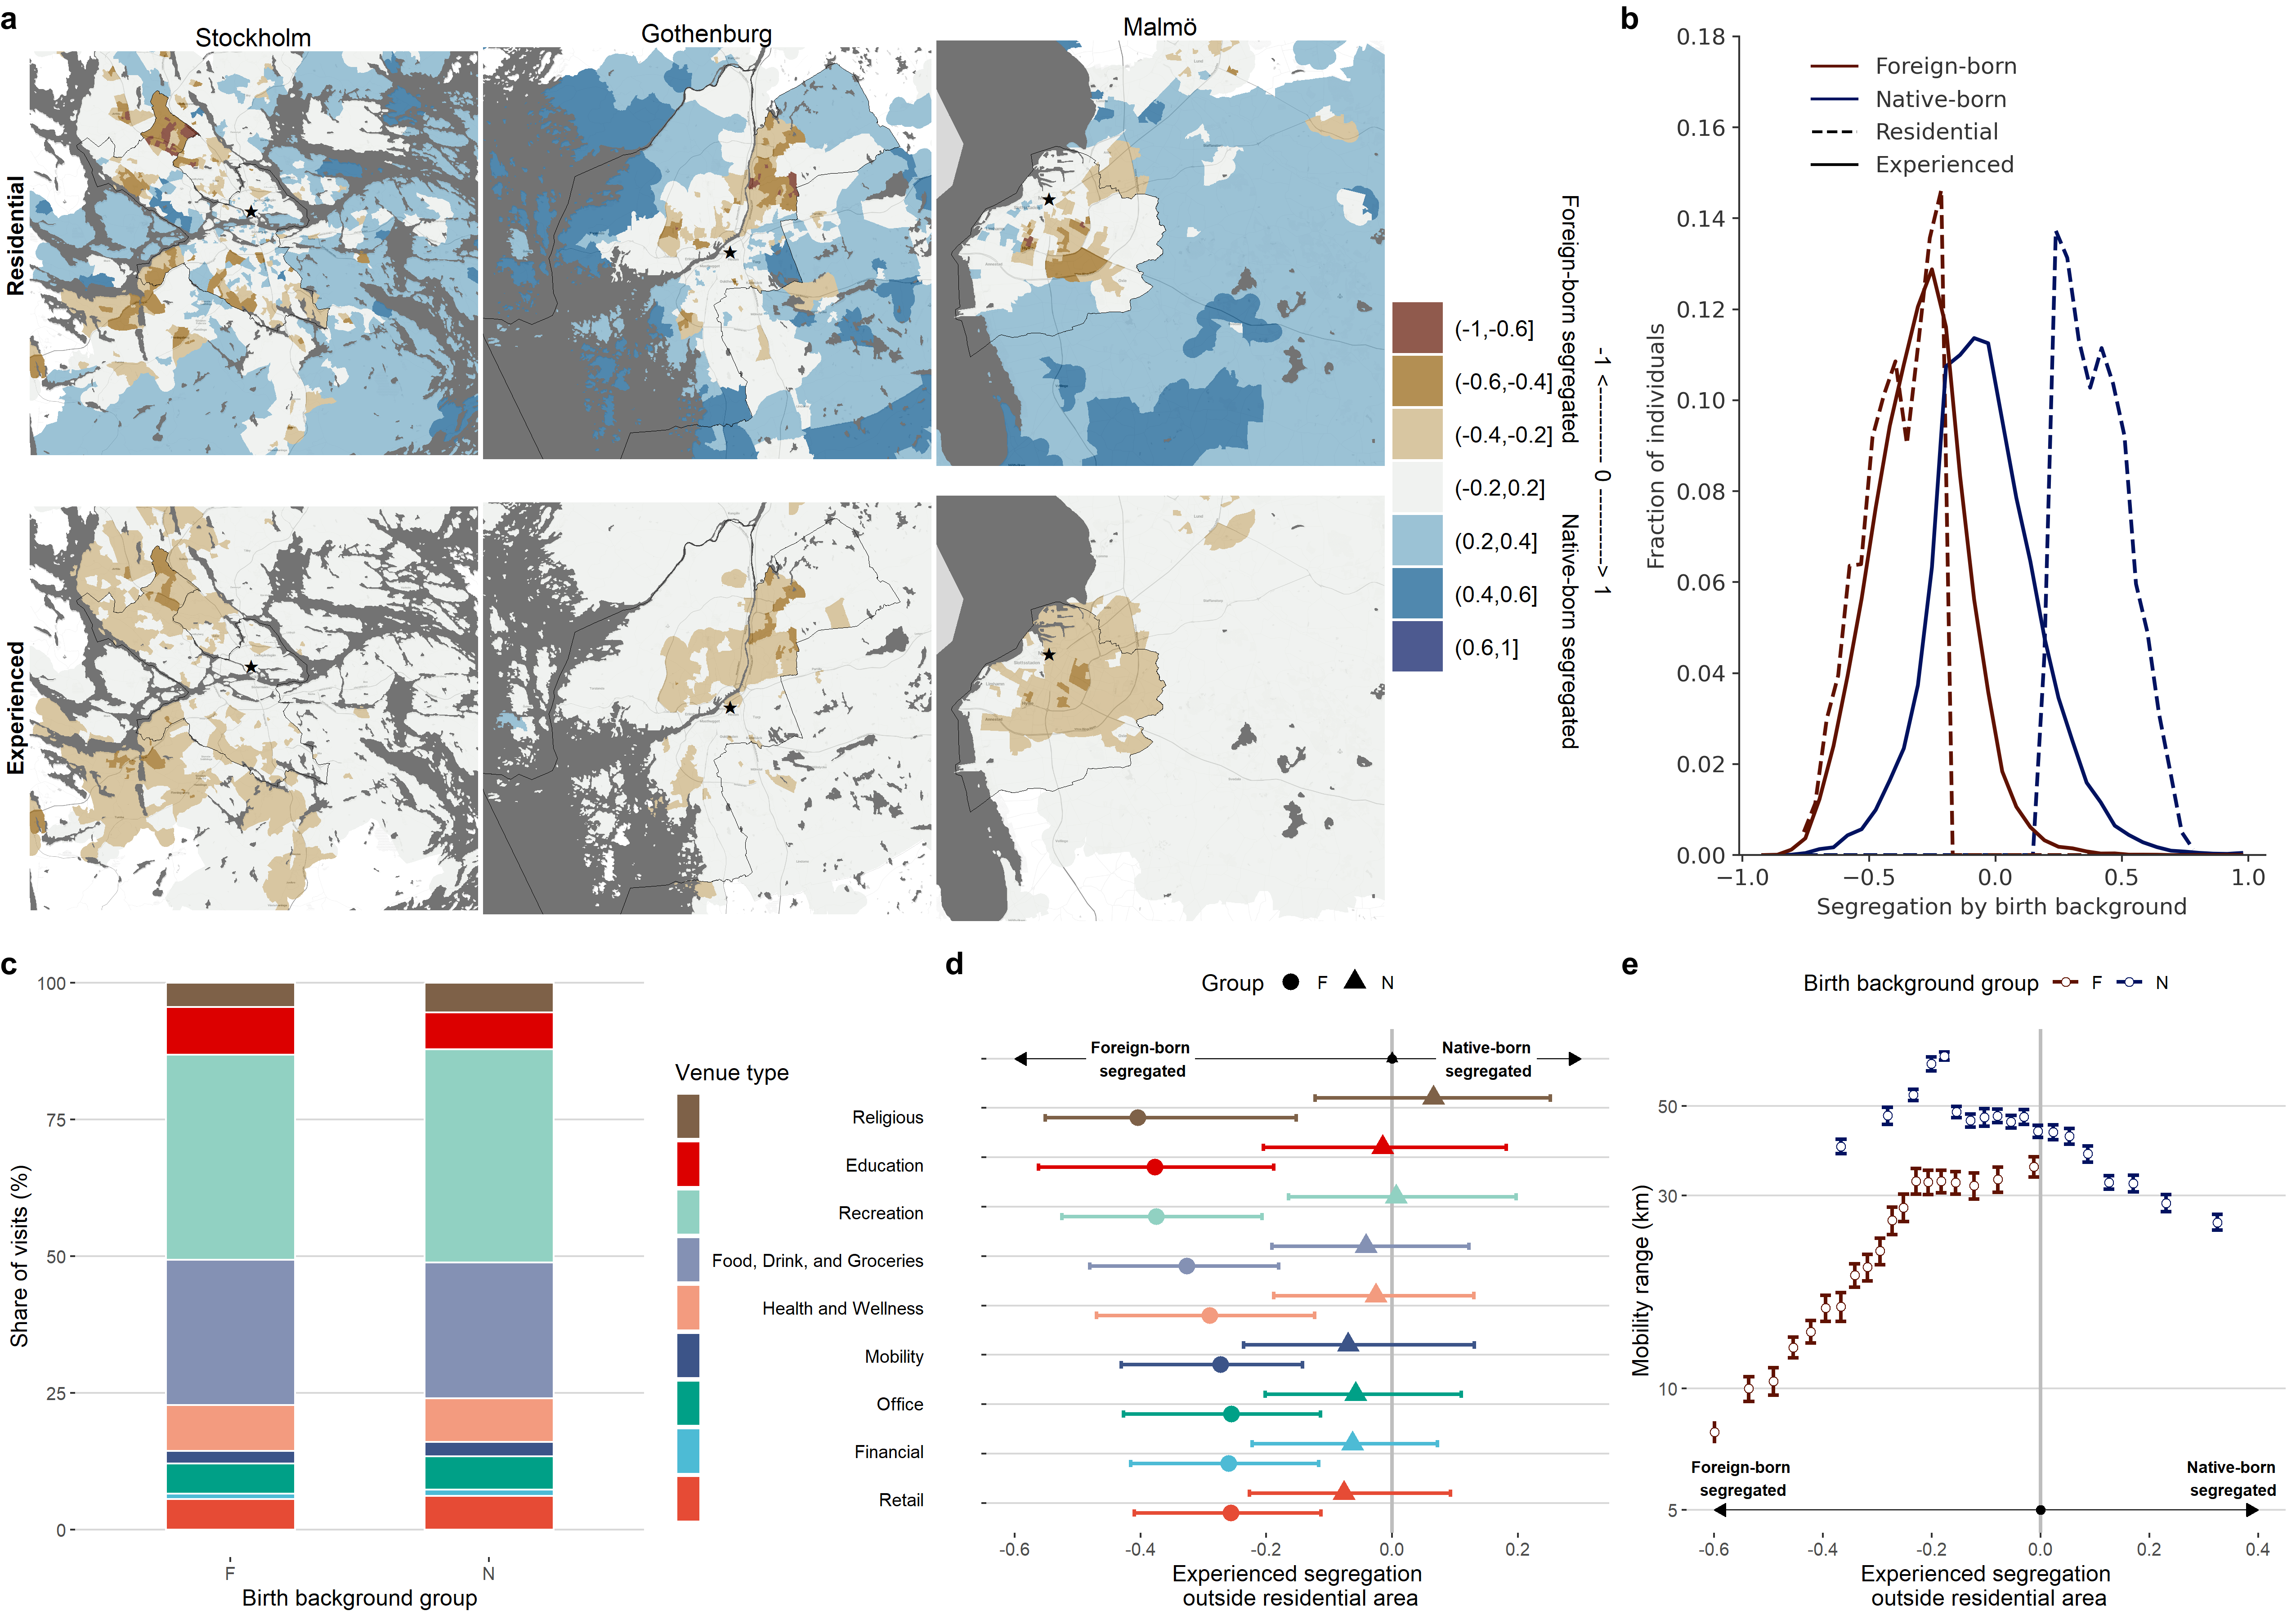 a
Stockholm
Gothenburg
Malmö
Residential
Experienced
(-1,-0.6]
(-0.6,-0.4]
(-0.4,-0.2]
(-0.2,0.2]
(0.2,0.4]
(0.4,0.6]
(0.6,1]
Foreign-born segregated
Native-born segregated
-1 <--------- 0 ---------> 1
b
Foreign-born
Native-born
Residential
Experienced
0.18
0.16
0.14
0.12
0.10
0.08
0.06
0.04
0.02
0.00
Fraction of individuals
−1.0
−0.5
0.0
0.5
1.0
Segregation by birth background
c
100
75
50
25
0
Share of visits (%)
F
N
Birth background group
Venue type
Religious
Education
Recreation
Food, Drink, and Groceries
Health and Wellness
Mobility
Office
Financial
Retail
d
Group
F
N
Foreign-born
segregated
Native-born
segregated
-0.6
-0.4
-0.2
0.0
0.2
Experienced segregation
outside residential area
e
Birth background group
F
N
50
30
10
5
Mobility range (km)
Foreign-born
segregated
Native-born
segregated
-0.6
-0.4
-0.2
0.0
0.2
0.4
Experienced segregation
outside residential area